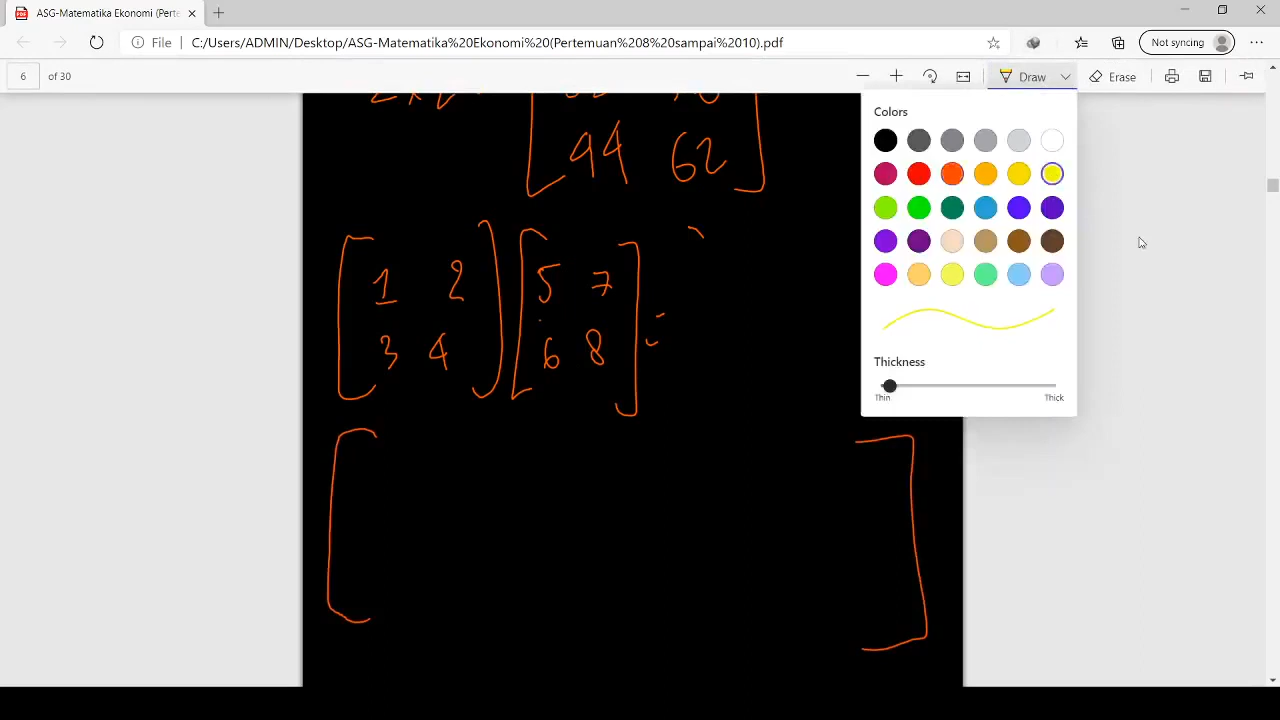 ASG-Matematika Ekonomi (Perte
File C:/Users/ADMIN/Desktop/ASG-Matematika%20Ekonomi%20(Pertemuan%208%20sampai%2010).pdf
Not syncing
6 of 30
Draw
Erase
Colors
44 62
1 2 5 7 =
3 4 6 8
Thickness
Thin Thick